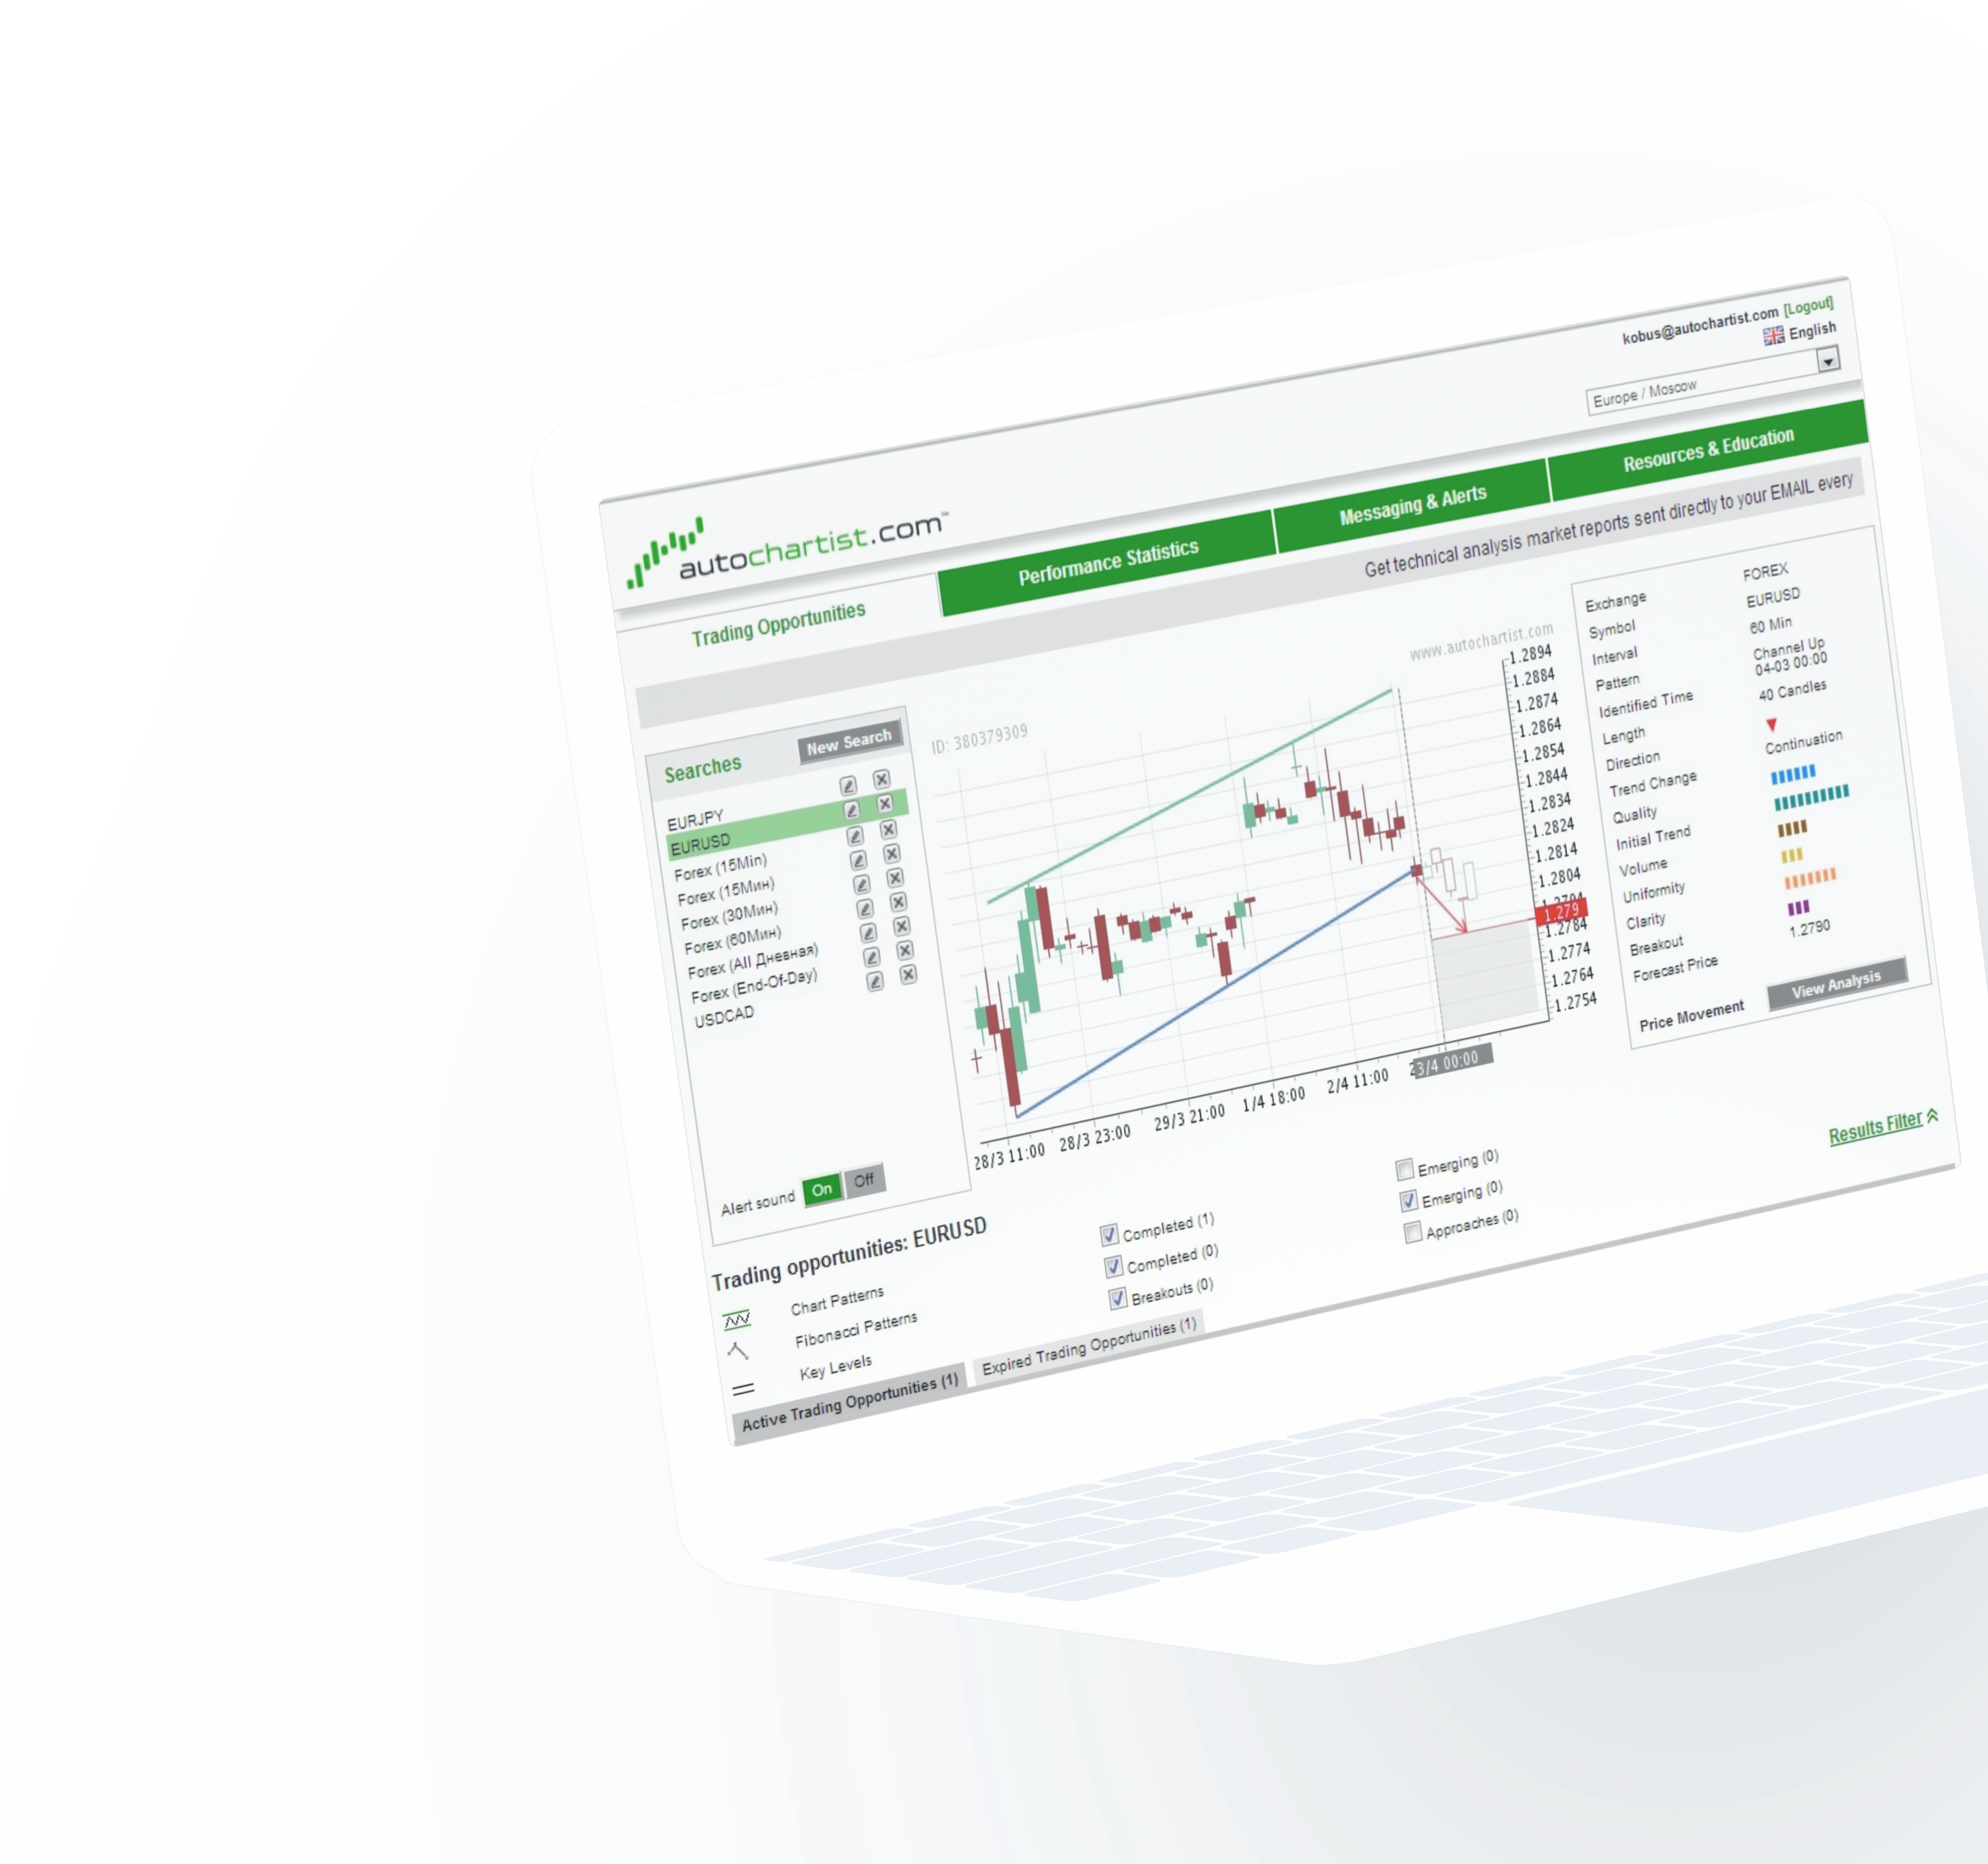 kobus@autochartist.com [Logout]
English
Europe / Moscow
autochartist.com™
Trading Opportunities
Performance Statistics
Messaging & Alerts
Resources & Education
Get technical analysis market reports sent directly to your EMAIL every
Searches
New Search
EURJPY
EURUSD
Forex (15Min)
Forex (15Мин)
Forex (30Мин)
Forex (60Мин)
Forex (All Дневная)
Forex (End-Of-Day)
USDCAD
Alert sound On Off
ID: 380379309
www.autochartist.com
1.2894
1.2884
1.2874
1.2864
1.2854
1.2844
1.2834
1.2824
1.2814
1.2804
1.279
1.2784
1.2774
1.2764
1.2754
28/3 11:00
28/3 23:00
29/3 21:00
1/4 18:00
2/4 11:00
3/4 00:00
Exchange FOREX
Symbol EURUSD
Interval 60 Min
Pattern Channel Up
Identified Time 04-03 00:00
Length 40 Candles
Direction
Trend Change Continuation
Quality
Initial Trend
Volume
Uniformity
Clarity
Breakout
Forecast Price 1.2790
Price Movement View Analysis
Results Filter
Trading opportunities: EURUSD
Chart Patterns Completed (1) Emerging (0)
Fibonacci Patterns Completed (0) Emerging (0)
Key Levels Breakouts (0) Approaches (0)
Active Trading Opportunities (1)
Expired Trading Opportunities (1)